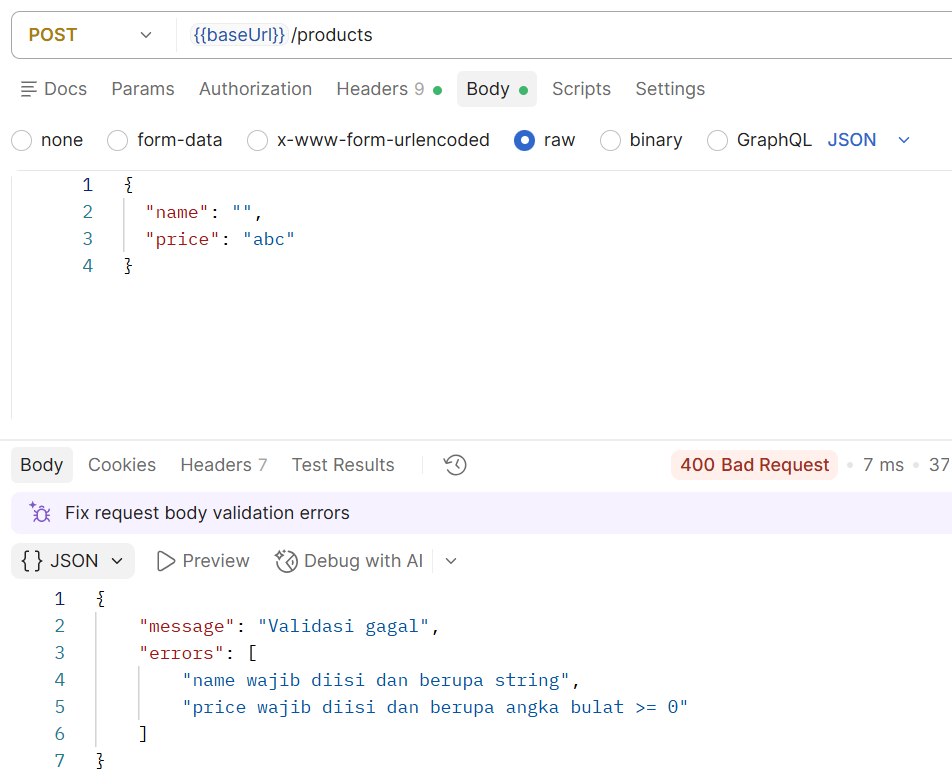 POST {{baseUrl}} /products
Docs Params Authorization Headers 9 Body Scripts Settings
none form-data x-www-form-urlencoded raw binary GraphQL JSON
1 {
2 "name": "",
3 "price": "abc"
4 }
Body Cookies Headers 7 Test Results 400 Bad Request • 7 ms • 37
Fix request body validation errors
{} JSON Preview Debug with AI
1 {
2 "message": "Validasi gagal",
3 "errors": [
4 "name wajib diisi dan berupa string",
5 "price wajib diisi dan berupa angka bulat >= 0"
6 ]
7 }